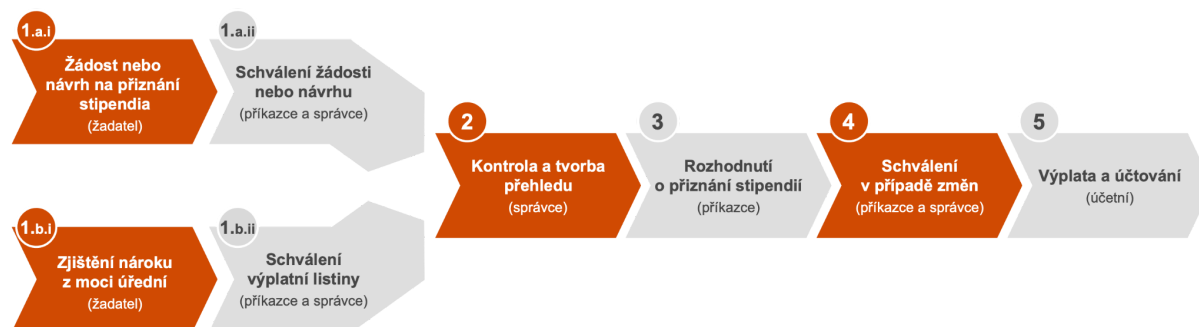 1.a.i
Žádost nebo
návrh na přiznání
stipendia
(žadatel)
1.a.ii
Schválení žádosti
nebo návrhu
(příkazce a správce)
1.b.i
Zjištění nároku
z moci úřední
(žadatel)
1.b.ii
Schválení
výplatní listiny
(příkazce a správce)
2
Kontrola a tvorba
přehledu
(správce)
3
Rozhodnutí
o přiznání stipendií
(příkazce)
4
Schválení
v případě změn
(příkazce a správce)
5
Výplata a účtování
(účetní)